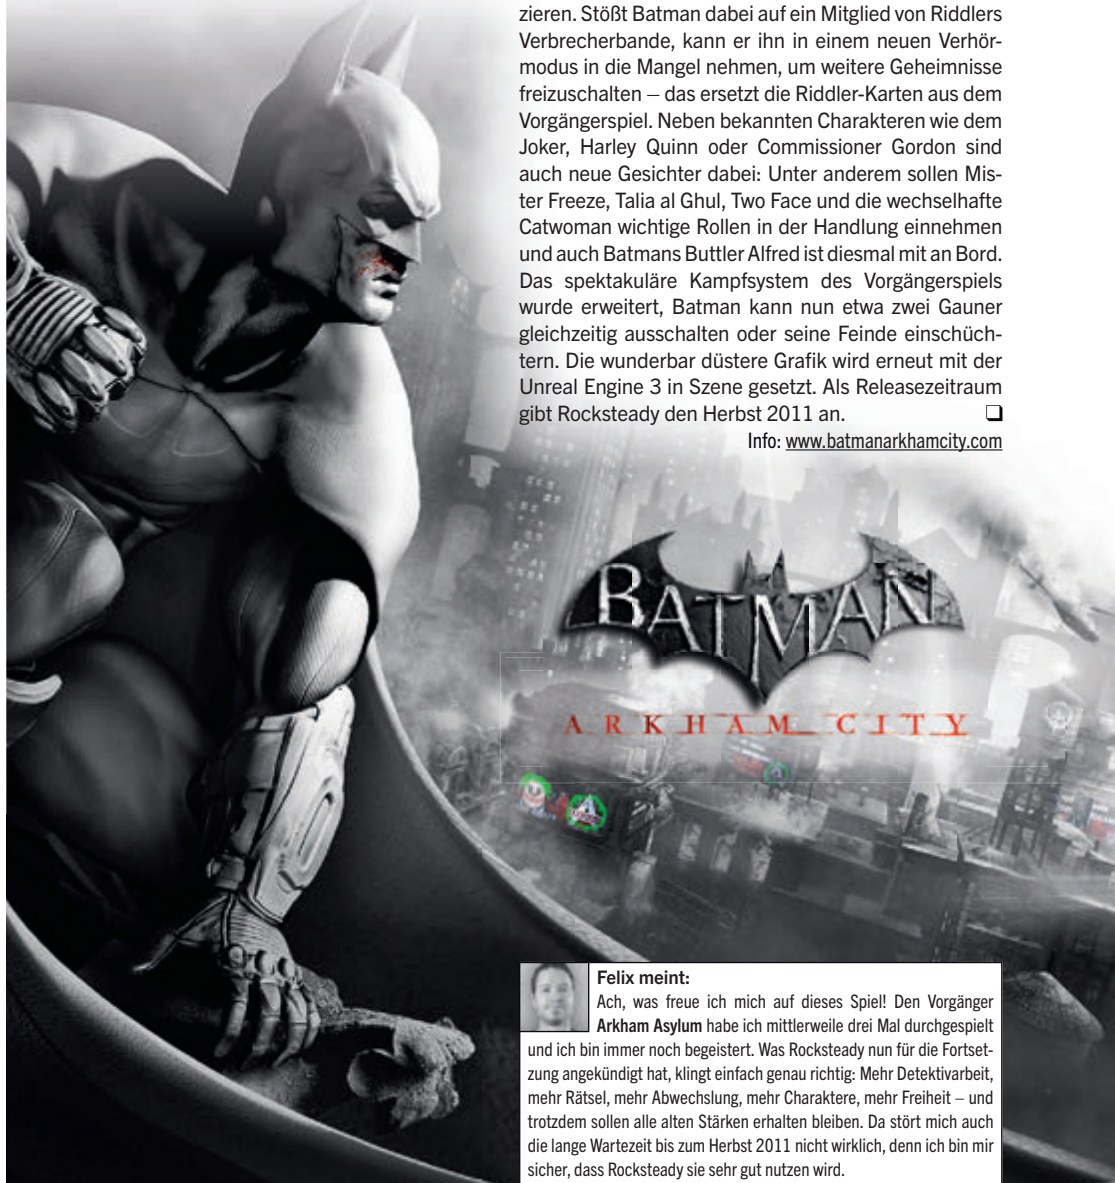 zieren. Stößt Batman dabei auf ein Mitglied von Riddlers
Verbrecherbande, kann er ihn in einem neuen Verhör-
modus in die Mangel nehmen, um weitere Geheimnisse
freizuschalten – das ersetzt die Riddler-Karten aus dem
Vorgängerspiel. Neben bekannten Charakteren wie dem
Joker, Harley Quinn oder Commissioner Gordon sind
auch neue Gesichter dabei: Unter anderem sollen Mis-
ter Freeze, Talia al Ghul, Two Face und die wechselhafte
Catwoman wichtige Rollen in der Handlung einnehmen
und auch Batmans Buttler Alfred ist diesmal mit an Bord.
Das spektakuläre Kampfsystem des Vorgängerspiels
wurde erweitert, Batman kann nun etwa zwei Gauner
gleichzeitig ausschalten oder seine Feinde einschüch-
tern. Die wunderbar düstere Grafik wird erneut mit der
Unreal Engine 3 in Szene gesetzt. Als Releasezeitraum
gibt Rocksteady den Herbst 2011 an. ❑
Info: www.batmanarkhamcity.com
BATMAN
ARKHAM CITY
Felix meint:
Ach, was freue ich mich auf dieses Spiel! Den Vorgänger
Arkham Asylum habe ich mittlerweile drei Mal durchgespielt
und ich bin immer noch begeistert. Was Rocksteady nun für die Fortset-
zung angekündigt hat, klingt einfach genau richtig: Mehr Detektivarbeit,
mehr Rätsel, mehr Abwechslung, mehr Charaktere, mehr Freiheit – und
trotzdem sollen alle alten Stärken erhalten bleiben. Da stört mich auch
die lange Wartezeit bis zum Herbst 2011 nicht wirklich, denn ich bin mir
sicher, dass Rocksteady sie sehr gut nutzen wird.